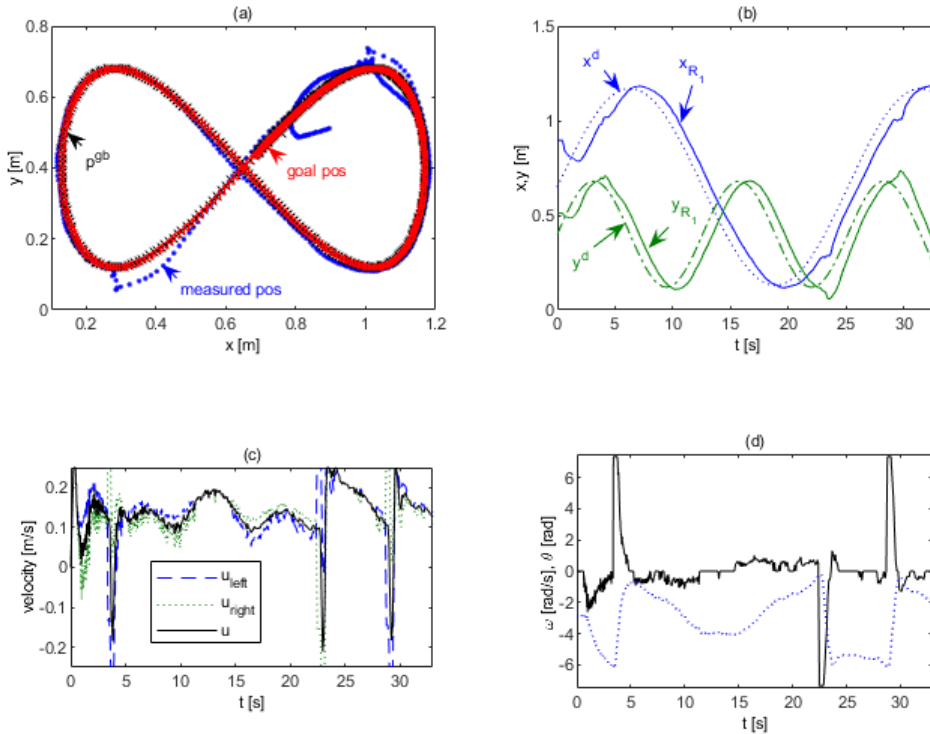 (a)
0.8
0.6
0.4
0.2
0
y [m]
p^gb
goal pos
measured pos
0.2 0.4 0.6 0.8 1 1.2
x [m]
(b)
1.5
1
0.5
0
x,y [m]
x^d
x_R_1
y_R_1
y^d
0 5 10 15 20 25 30
t [s]
(c)
0.2
0.1
0
-0.1
-0.2
velocity [m/s]
u_left
u_right
u
0 5 10 15 20 25 30
t [s]
(d)
6
4
2
0
-2
-4
-6
ω [rad/s], θ [rad]
0 5 10 15 20 25 30
t [s]